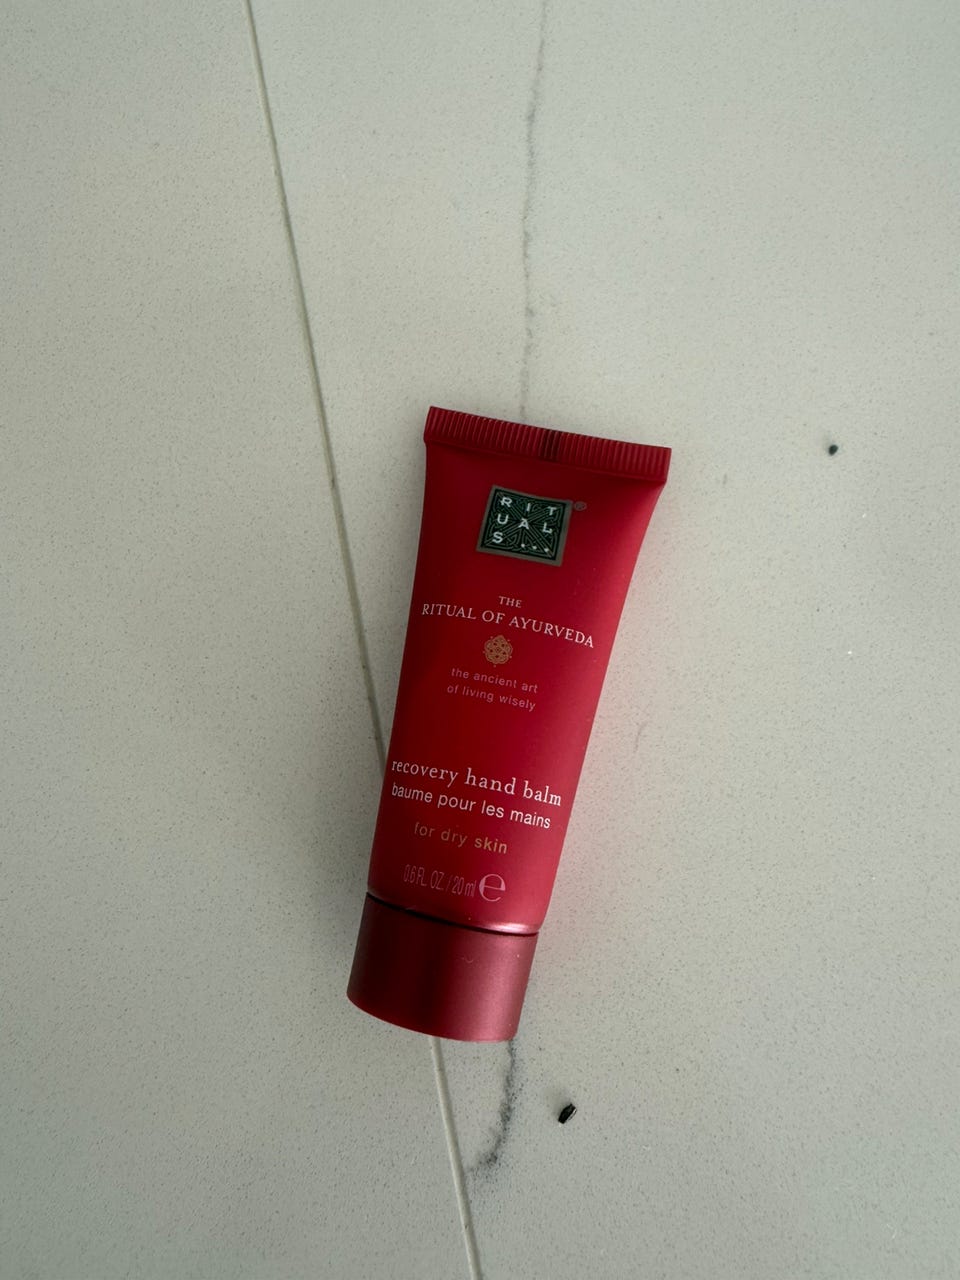 RIT
UAL
S...
®
THE
RITUAL OF AYURVEDA
the ancient art
of living wisely
recovery hand balm
baume pour les mains
for dry skin
0.6 FL. OZ. / 20 ml ℮